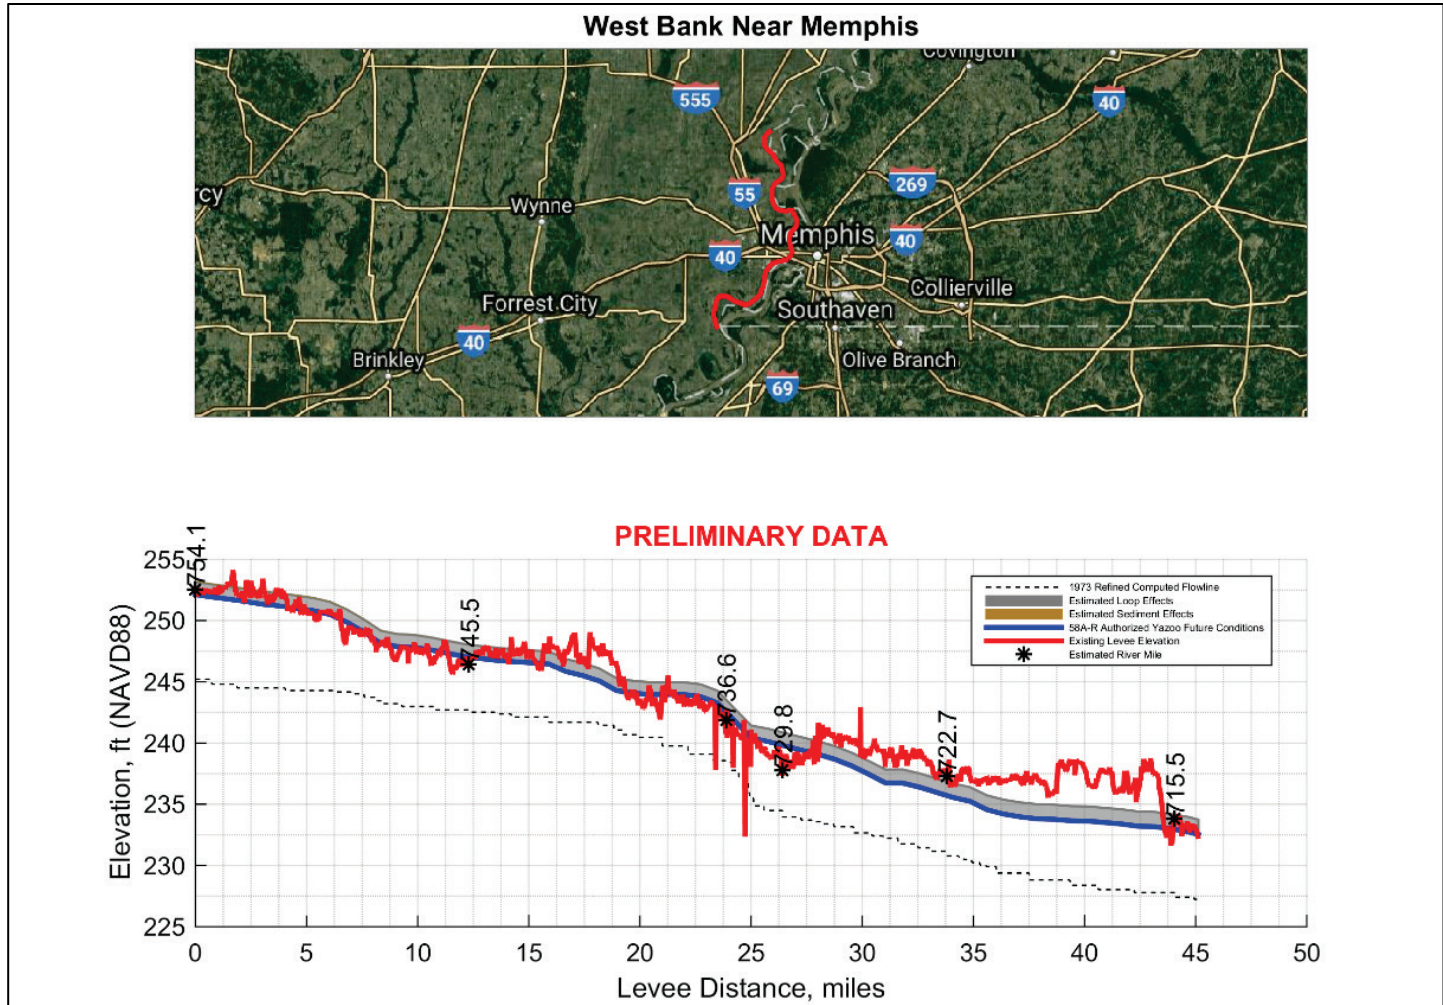 West Bank Near Memphis
Covington
555
40
rcy
55
269
Wynne
Memphis
40
40
Collierville
Forrest City
Southaven
40
Brinkley
Olive Branch
69
PRELIMINARY DATA
Elevation, ft (NAVD88)
255
250
245
240
235
230
225
754.1
745.5
736.6
729.8
722.7
715.5
1973 Refined Computed Flowline
Estimated Loop Effects
Estimated Sediment Effects
58A-R Authorized Yazoo Future Conditions
Existing Levee Elevation
Estimated River Mile
0 5 10 15 20 25 30 35 40 45 50
Levee Distance, miles